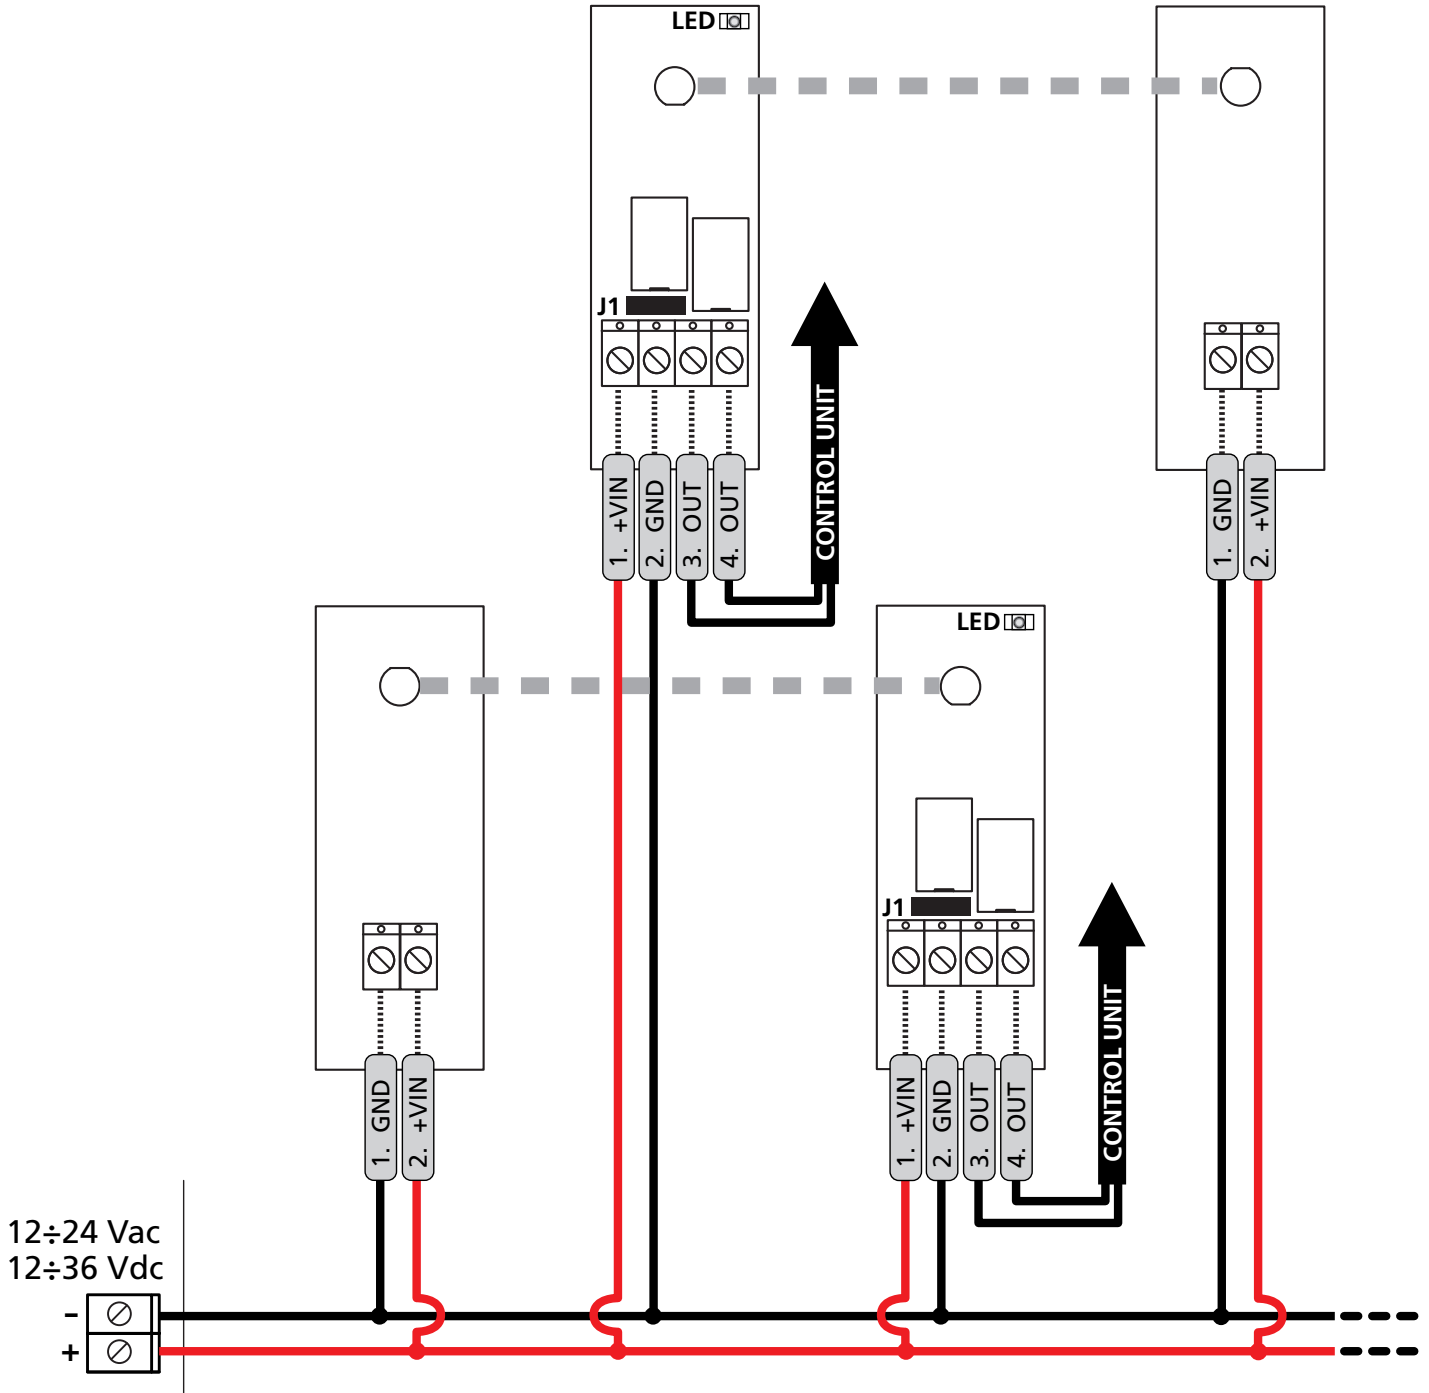 LED
J1
1. +VIN
2. GND
3. OUT
4. OUT
CONTROL UNIT
1. GND
2. +VIN
LED
J1
1. GND
2. +VIN
1. +VIN
2. GND
3. OUT
4. OUT
CONTROL UNIT
12÷24 Vac
12÷36 Vdc
–
+